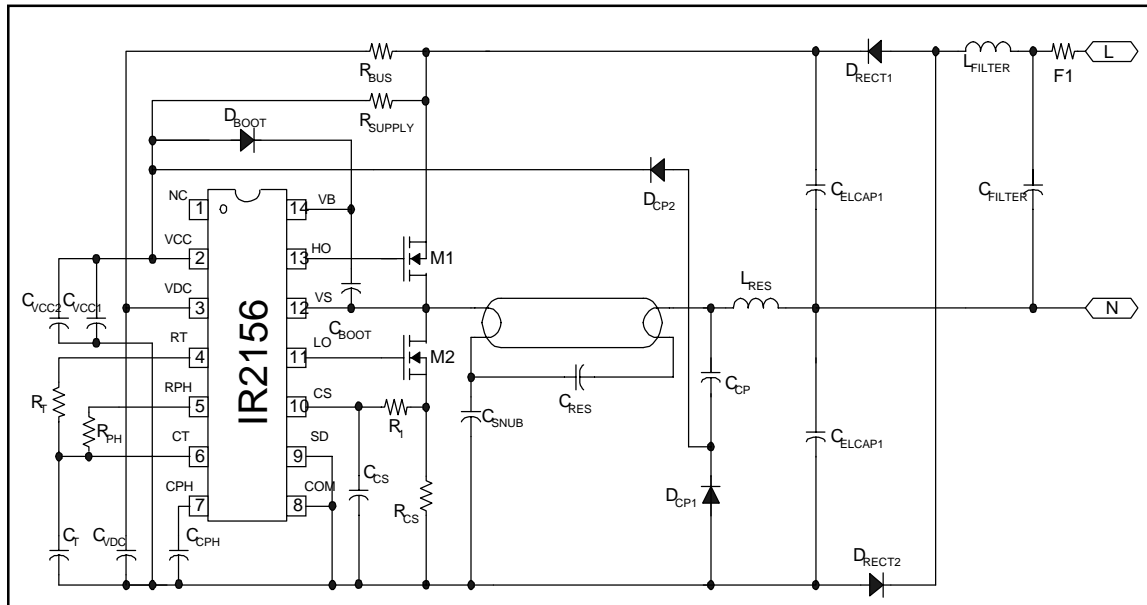 RBUS
DRECT1
LFILTER
F1
L
RSUPPLY
DBOOT
DCP2
CELCAP1
CFILTER
NC
1
14
VB
VCC
2
13
HO
M1
CVCC2
CVCC1
VDC
3
12
VS
CBOOT
LRES
N
IR2156
RT
4
11
LO
M2
RT
RPH
5
10
CS
R1
CSNUB
CRES
CCP
CELCAP1
RPH
CT
6
9
SD
CCS
RCS
DCP1
CPH
7
8
COM
CT
CVDC
CCPH
DRECT2